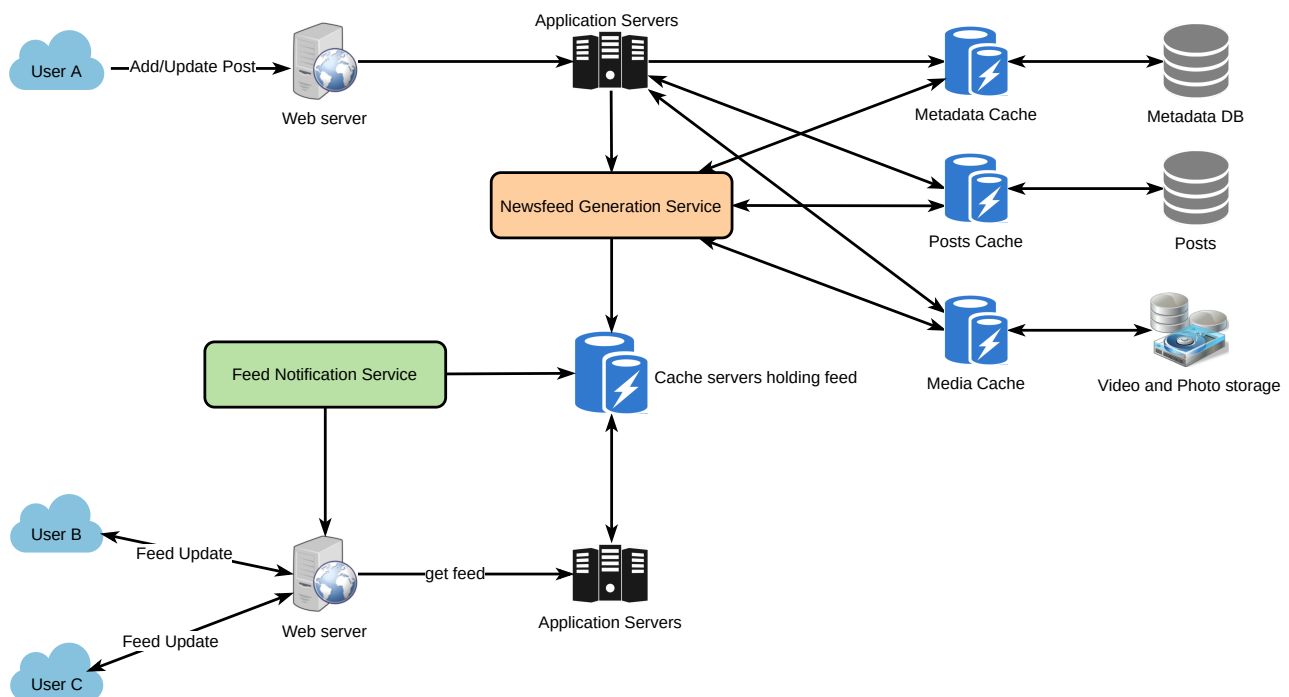 Application Servers
User A
Add/Update Post
Web server
Metadata Cache
Metadata DB
Newsfeed Generation Service
Posts Cache
Posts
Feed Notification Service
Cache servers holding feed
Media Cache
Video and Photo storage
User B
Feed Update
get feed
Web server
Application Servers
Feed Update
User C